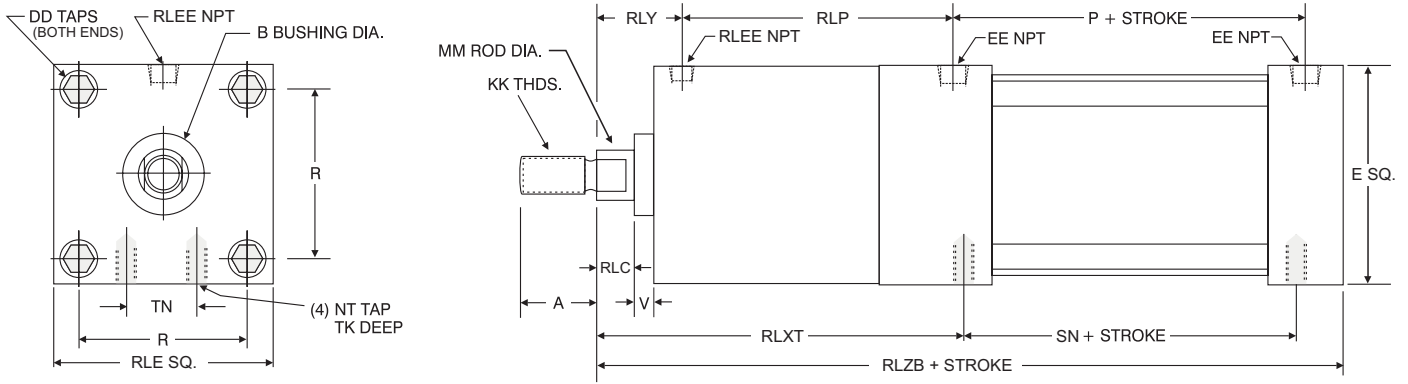 DD TAPS
(BOTH ENDS)
RLEE NPT
B BUSHING DIA.
R
TN
(4) NT TAP
TK DEEP
R
RLE SQ.
RLY
RLP
P + STROKE
RLEE NPT
EE NPT
EE NPT
MM ROD DIA.
KK THDS.
E SQ.
RLC
A
V
RLXT
SN + STROKE
RLZB + STROKE